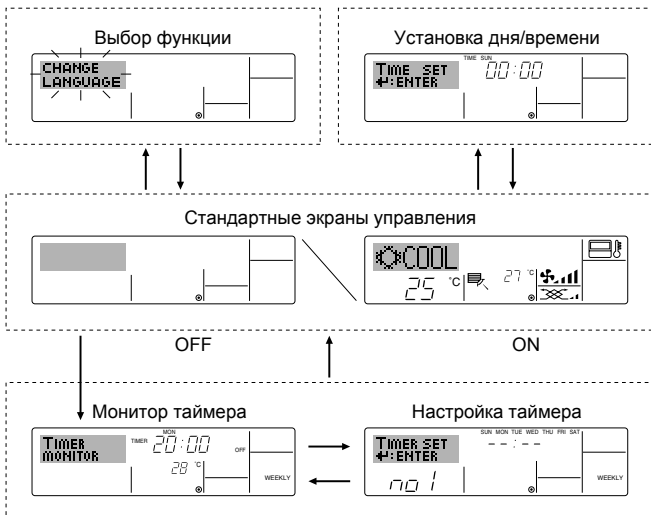 Выбор функции
CHANGE
LANGUAGE
Установка дня/времени
TIME SUN
TIME SET 00:00
↵:ENTER
Стандартные экраны управления
COOL
25 °C
27 °C
OFF
ON
Монитор таймера
MON
TIMER
MONITOR
TIMER 20:00 OFF
28 °C
WEEKLY
Настройка таймера
SUN MON TUE WED THU FRI SAT
TIMER SET --:--
↵:ENTER
no 1
WEEKLY